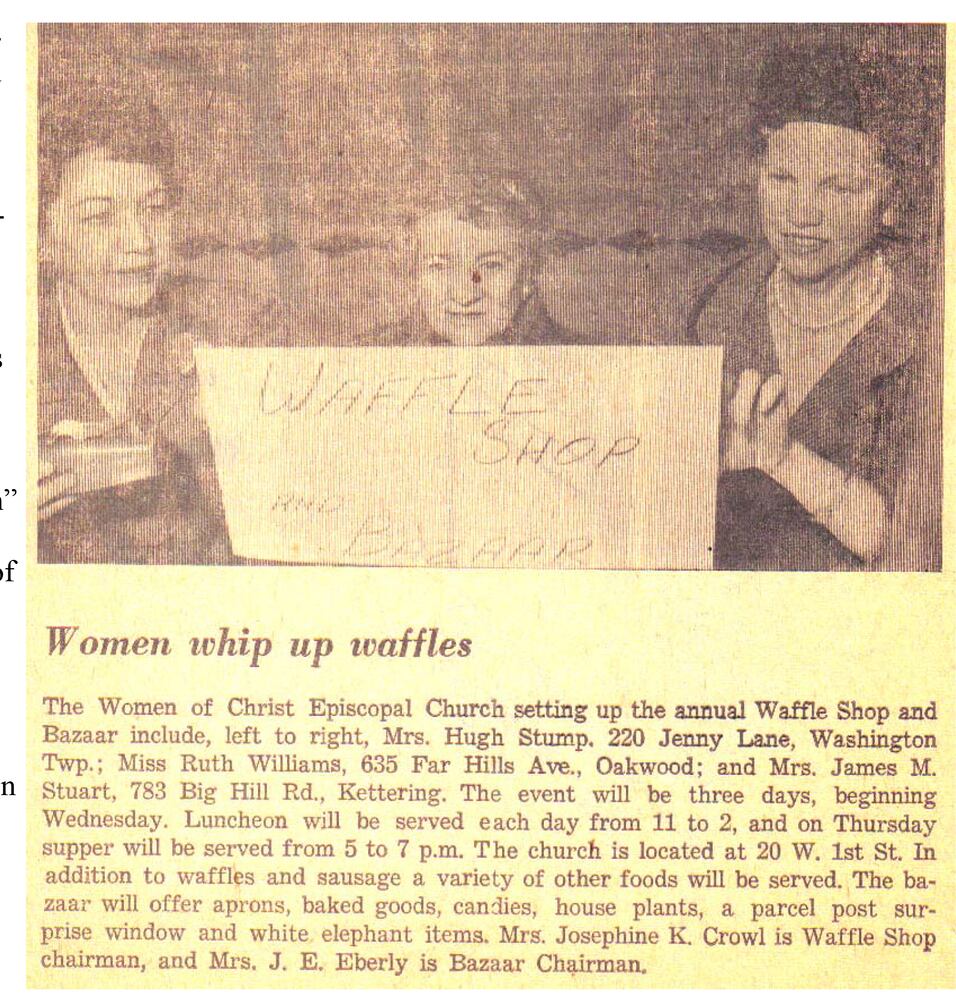 WAFFLE
SHOP
AND
BAZAAR
Women whip up waffles
The Women of Christ Episcopal Church setting up the annual Waffle Shop and
Bazaar include, left to right, Mrs. Hugh Stump. 220 Jenny Lane, Washington
Twp.; Miss Ruth Williams, 635 Far Hills Ave., Oakwood; and Mrs. James M.
Stuart, 783 Big Hill Rd., Kettering. The event will be three days, beginning
Wednesday. Luncheon will be served each day from 11 to 2, and on Thursday
supper will be served from 5 to 7 p.m. The church is located at 20 W. 1st St. In
addition to waffles and sausage a variety of other foods will be served. The ba-
zaar will offer aprons, baked goods, candies, house plants, a parcel post sur-
prise window and white elephant items. Mrs. Josephine K. Crowl is Waffle Shop
chairman, and Mrs. J. E. Eberly is Bazaar Chairman.